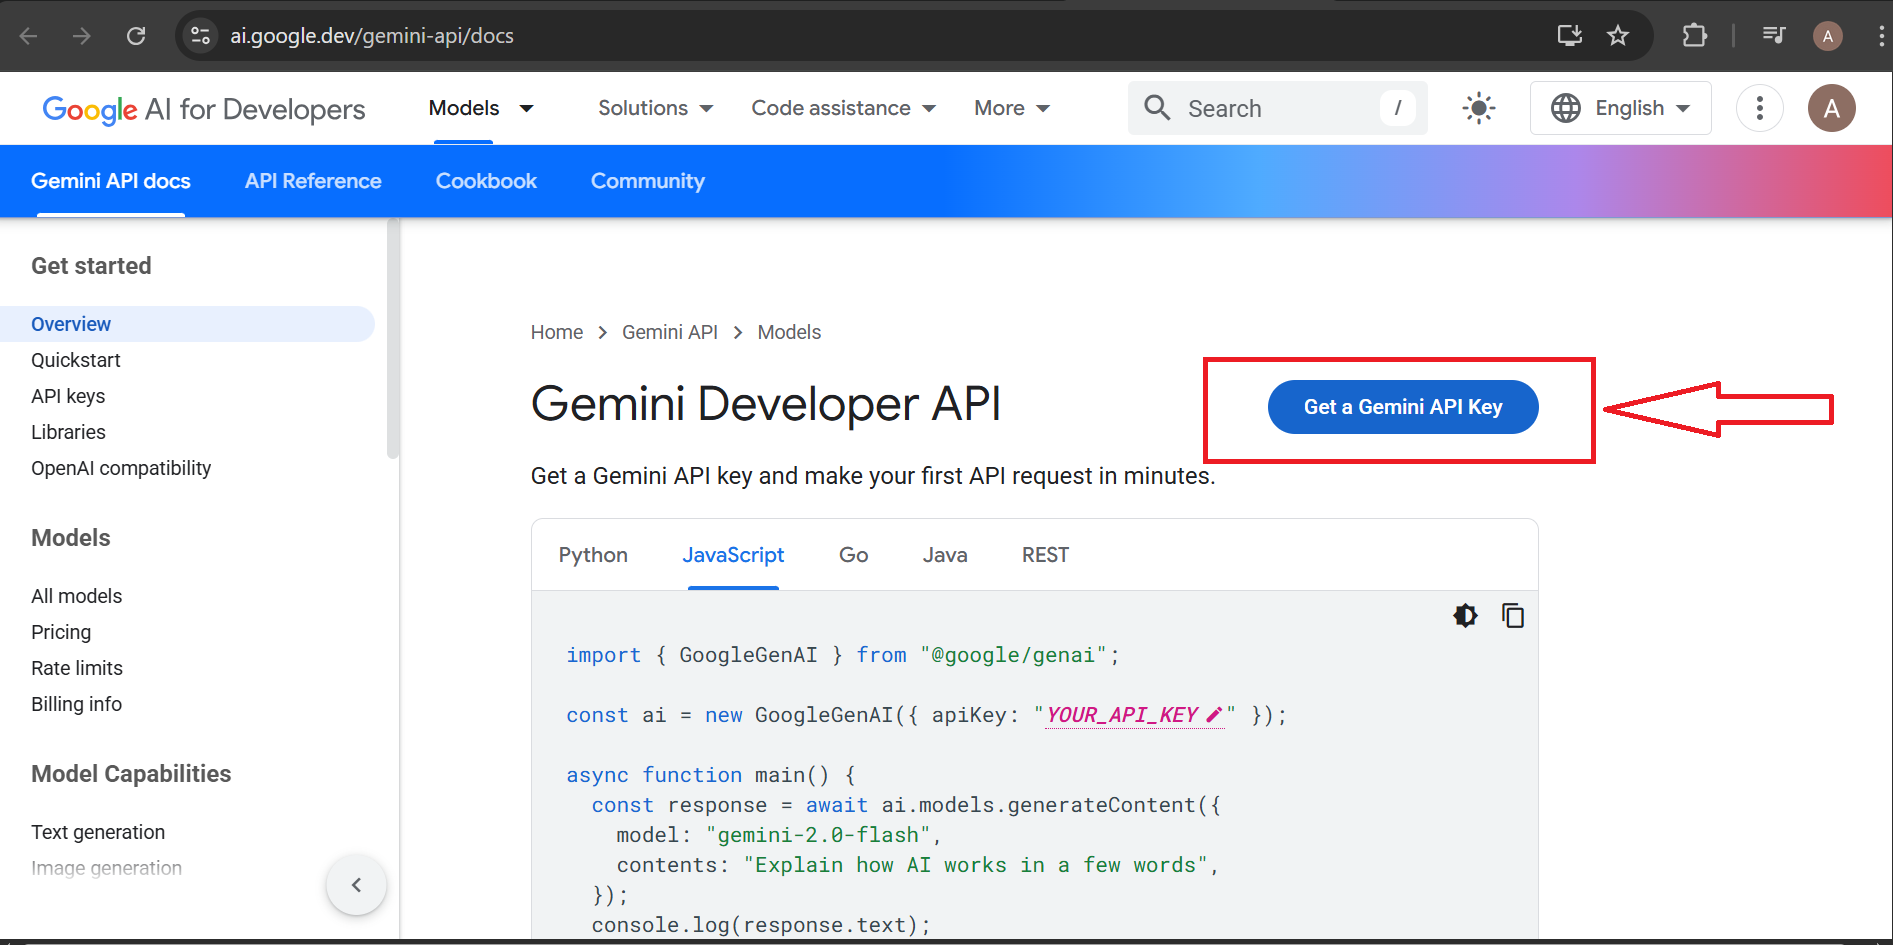 ai.google.dev/gemini-api/docs
A
Google AI for Developers
Models
Solutions
Code assistance
More
Search
/
English
A
Gemini API docs
API Reference
Cookbook
Community
Get started
Overview
Quickstart
API keys
Libraries
OpenAI compatibility
Models
All models
Pricing
Rate limits
Billing info
Model Capabilities
Text generation
Image generation
Home > Gemini API > Models
Gemini Developer API
Get a Gemini API Key
Get a Gemini API key and make your first API request in minutes.
Python
JavaScript
Go
Java
REST
import { GoogleGenAI } from "@google/genai";
const ai = new GoogleGenAI({ apiKey: "YOUR_API_KEY" });
async function main() {
const response = await ai.models.generateContent({
model: "gemini-2.0-flash",
contents: "Explain how AI works in a few words",
});
console.log(response.text);